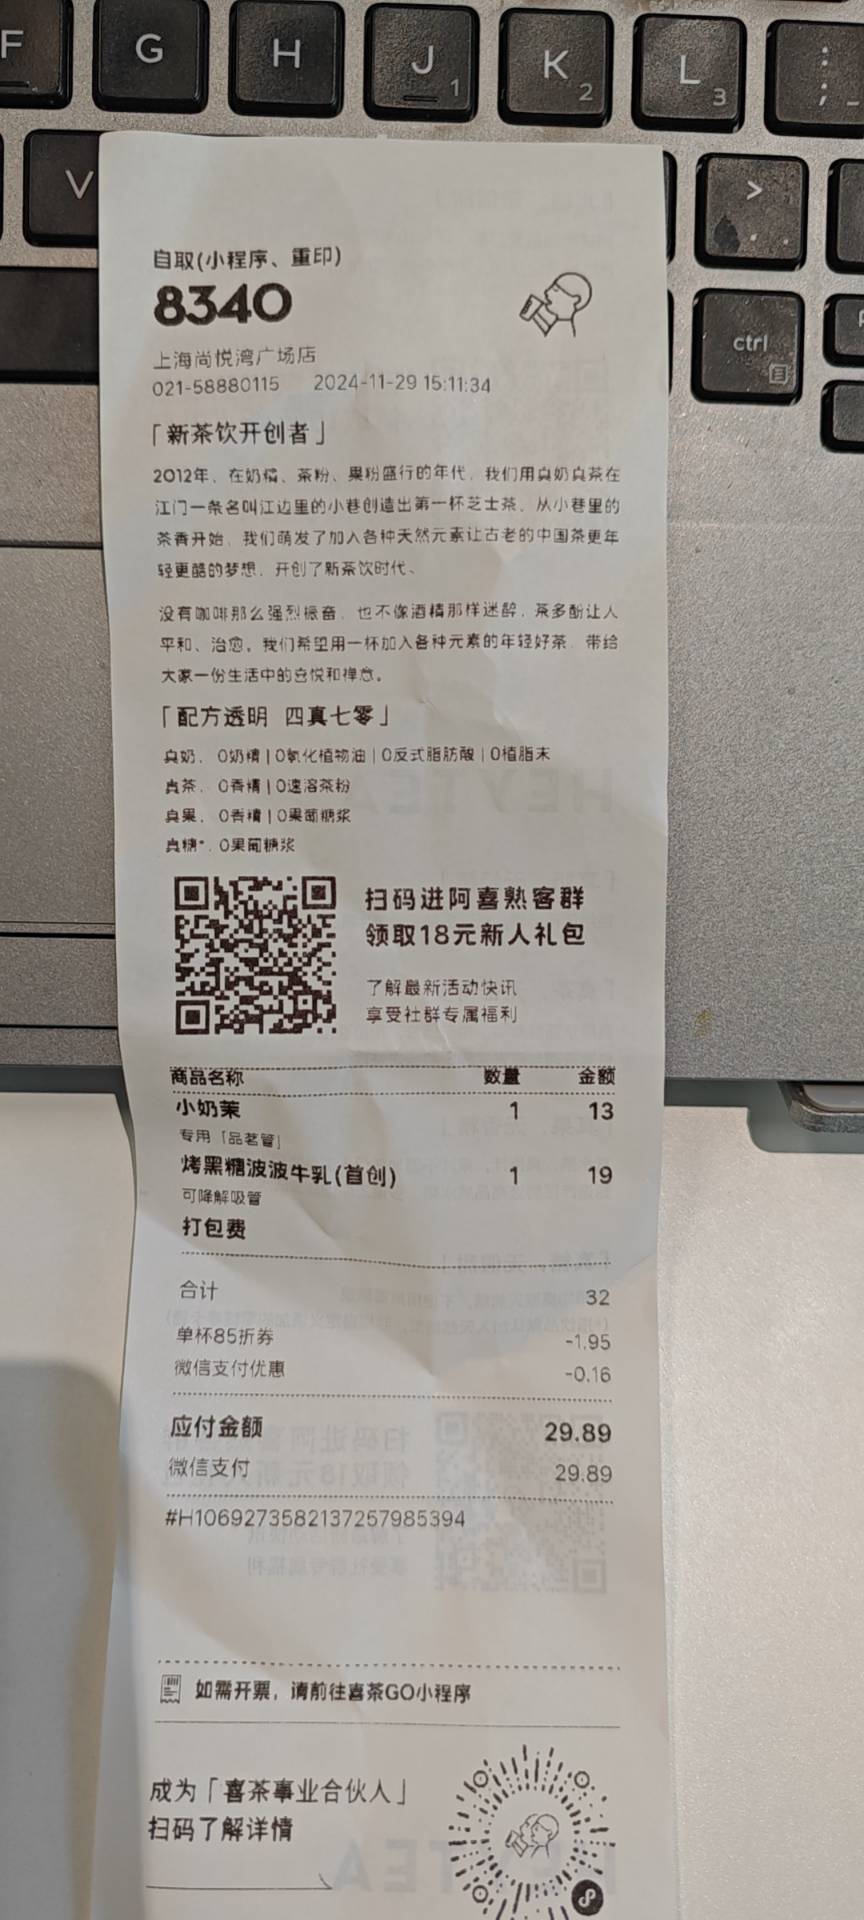 F G H J 1 K 2 L 3 : ;
V > .
ctrl
自取(小程序、重印)
8340
上海尚悦湾广场店
021-58880115 2024-11-29 15:11:34
「新茶饮开创者」
2012年，在奶精、茶粉、果粉盛行的年代，我们用真奶真茶在
江门一条名叫江边里的小巷创造出第一杯芝士茶。从小巷里的
茶香开始，我们萌发了加入各种天然元素让古老的中国茶更年
轻更酷的梦想，开创了新茶饮时代。
没有咖啡那么强烈振奋，也不像酒精那样迷醉，茶多酚让人
平和、治愈。我们希望用一杯加入各种元素的年轻好茶，带给
大家一份生活中的喜悦和禅意。
「配方透明 四真七零」
真奶，0奶精|0氢化植物油|0反式脂肪酸|0植脂末
真茶，0香精|0速溶茶粉
真果，0香精|0果葡糖浆
真糖*，0果葡糖浆
扫码进阿喜熟客群
领取18元新人礼包
了解最新活动快讯
享受社群专属福利
商品名称 数量 金额
小奶茉 1 13
专用「品茗管」
烤黑糖波波牛乳(首创) 1 19
可降解吸管
打包费
合计 32
单杯85折券 -1.95
微信支付优惠 -0.16
应付金额 29.89
微信支付 29.89
#H1069273582137257985394
如需开票，请前往喜茶GO小程序
成为「喜茶事业合伙人」
扫码了解详情